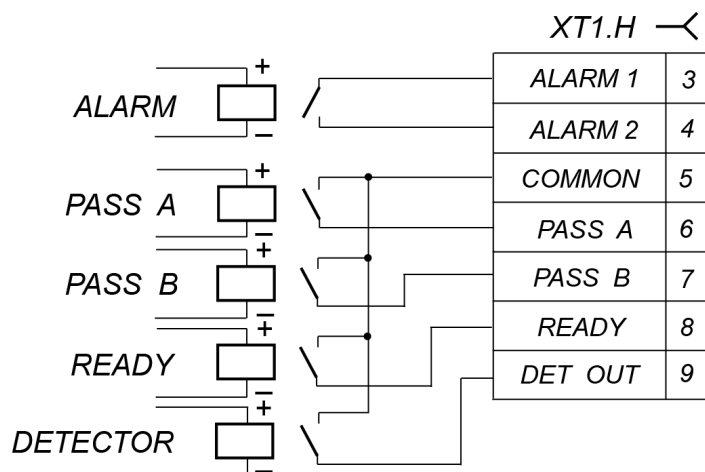 XT1.H
+
ALARM
−
ALARM 1 3
ALARM 2 4
+
PASS A
−
COMMON 5
PASS A 6
+
PASS B
−
PASS B 7
+
READY
−
READY 8
+
DETECTOR
−
DET OUT 9